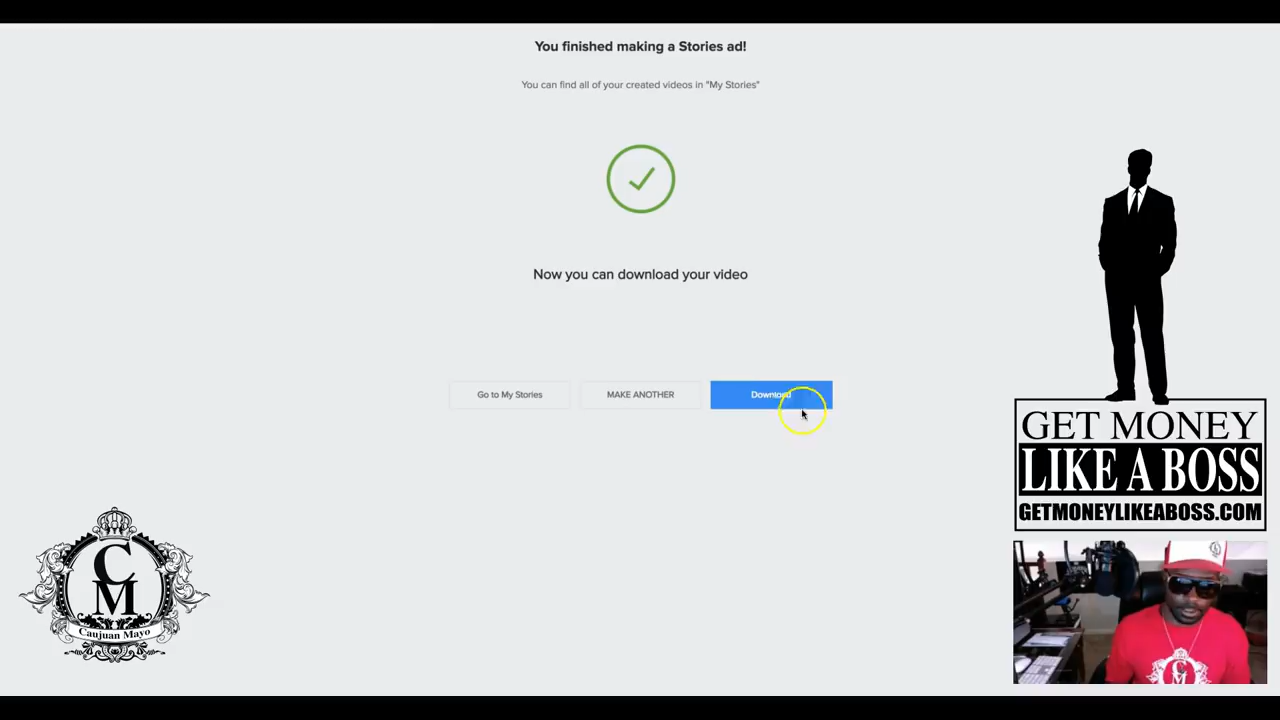 You finished making a Stories ad!
You can find all of your created videos in "My Stories"
Now you can download your video
Go to My Stories
MAKE ANOTHER
Download
GET MONEY
LIKE A BOSS
GETMONEYLIKEABOSS.COM
C
M
Caujuan Mayo
C
M